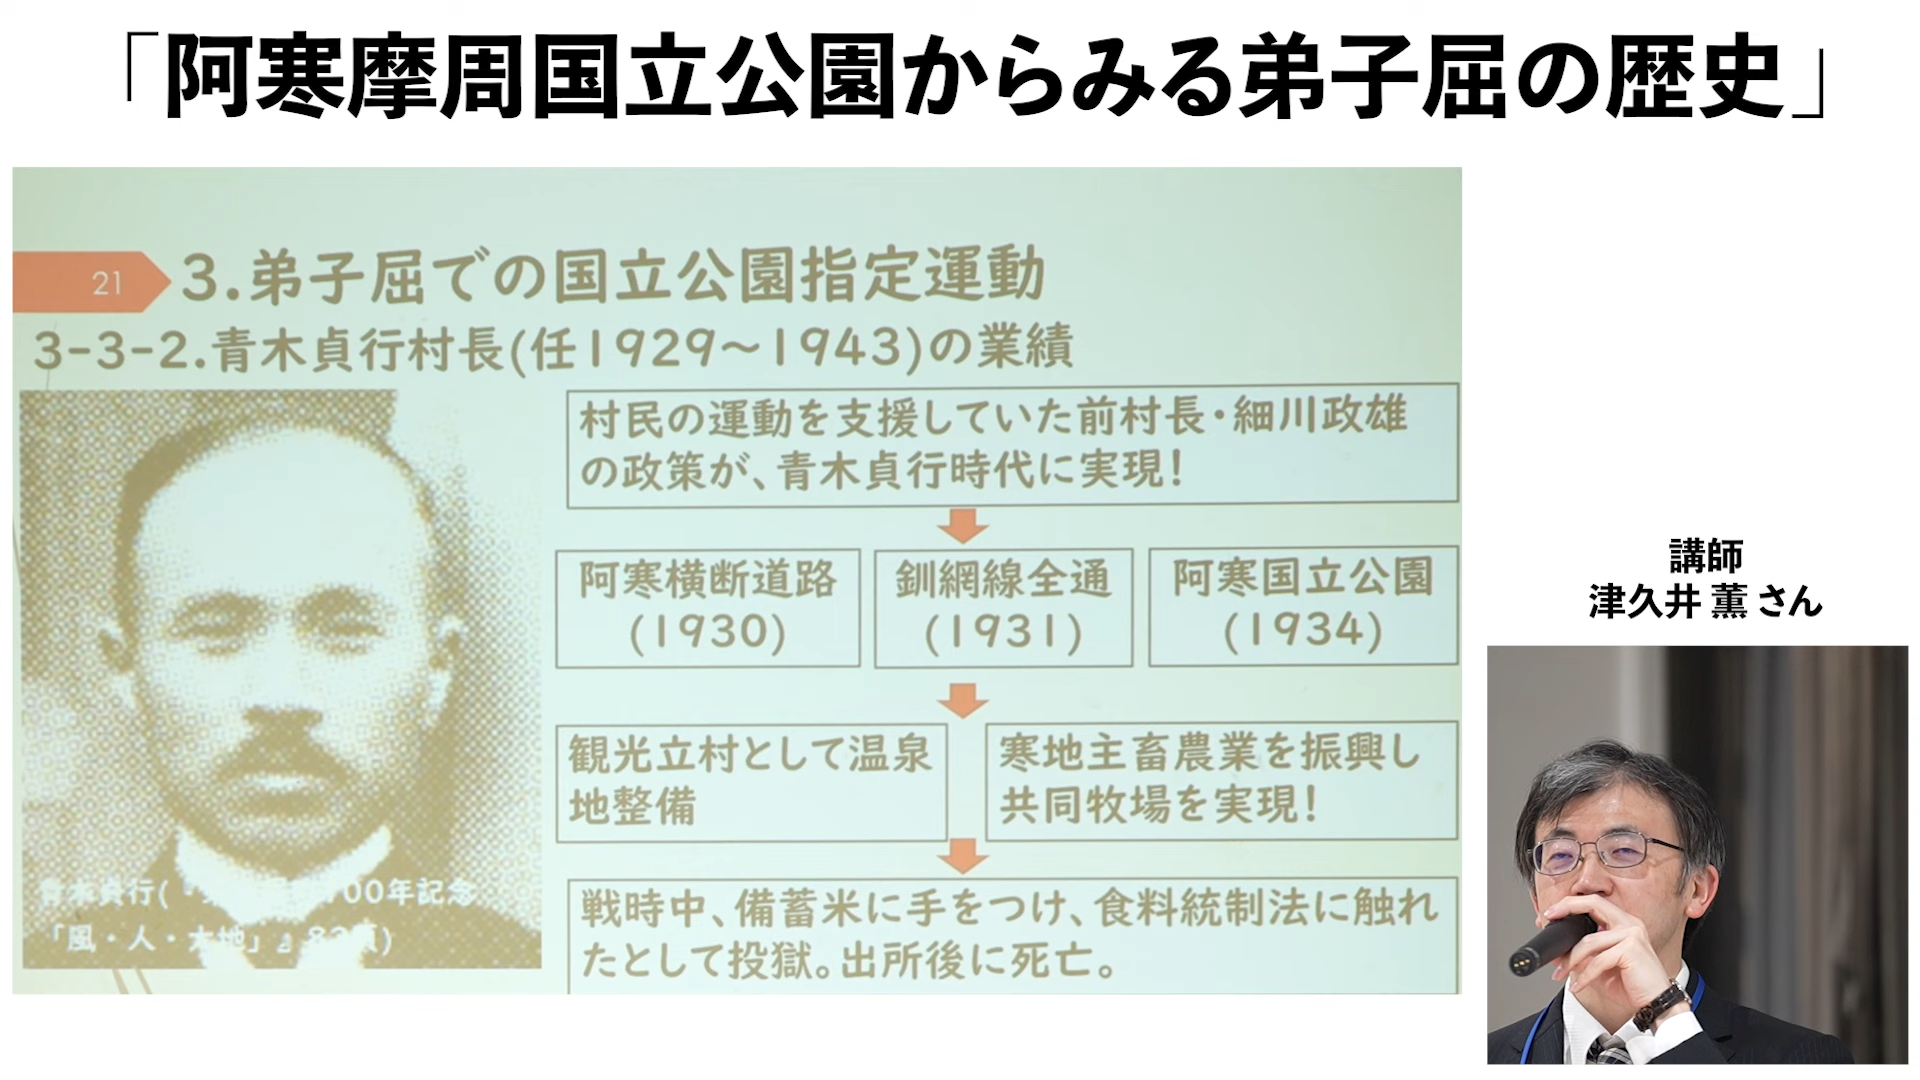 「阿寒摩周国立公園からみる弟子屈の歴史」
21
3.弟子屈での国立公園指定運動
3-3-2.青木貞行村長(任1929～1943)の業績
村民の運動を支援していた前村長・細川政雄
の政策が、青木貞行時代に実現!
阿寒横断道路
(1930)
釧網線全通
(1931)
阿寒国立公園
(1934)
観光立村として温泉
地整備
寒地主畜農業を振興し
共同牧場を実現!
戦時中、備蓄米に手をつけ、食料統制法に触れ
たとして投獄。出所後に死亡。
青木貞行(
00年記念
「風・人・大地」
講師
津久井 薫 さん